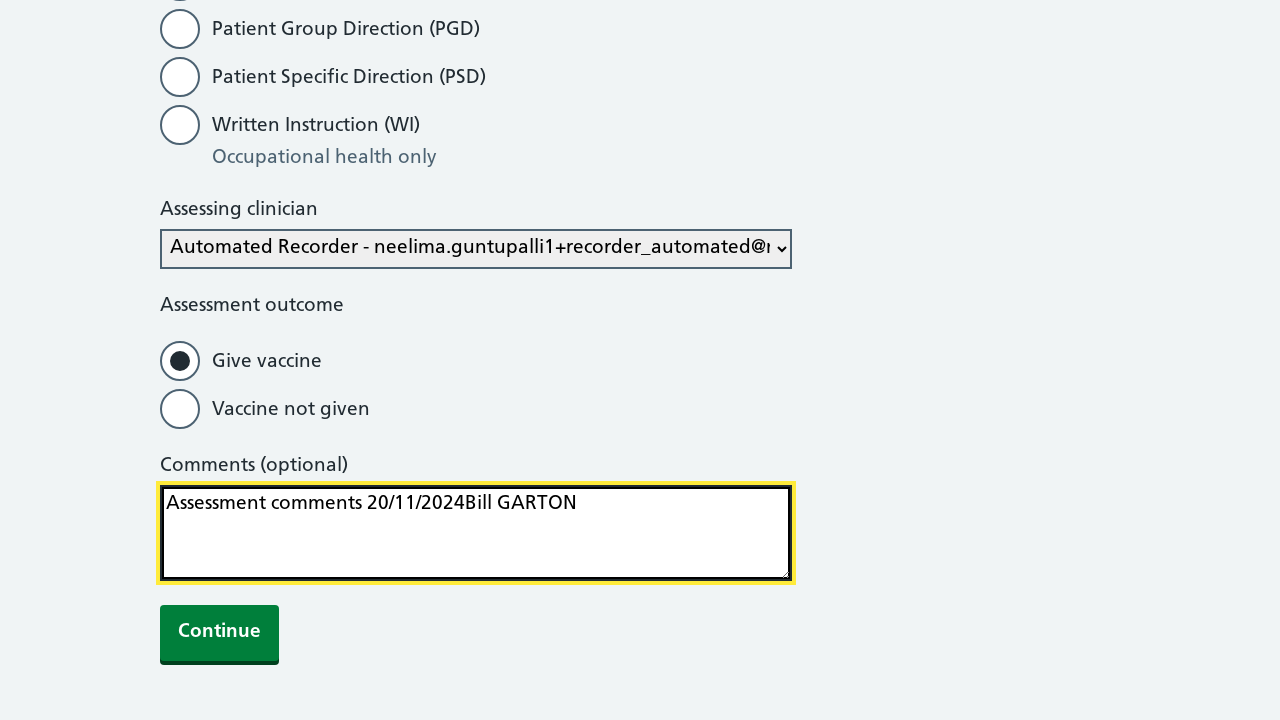 Patient Group Direction (PGD)
Patient Specific Direction (PSD)
Written Instruction (WI)
Occupational health only
Assessing clinician
Automated Recorder - neelima.guntupalli1+recorder_automated@
Assessment outcome
Give vaccine
Vaccine not given
Comments (optional)
Assessment comments 20/11/2024Bill GARTON
Continue